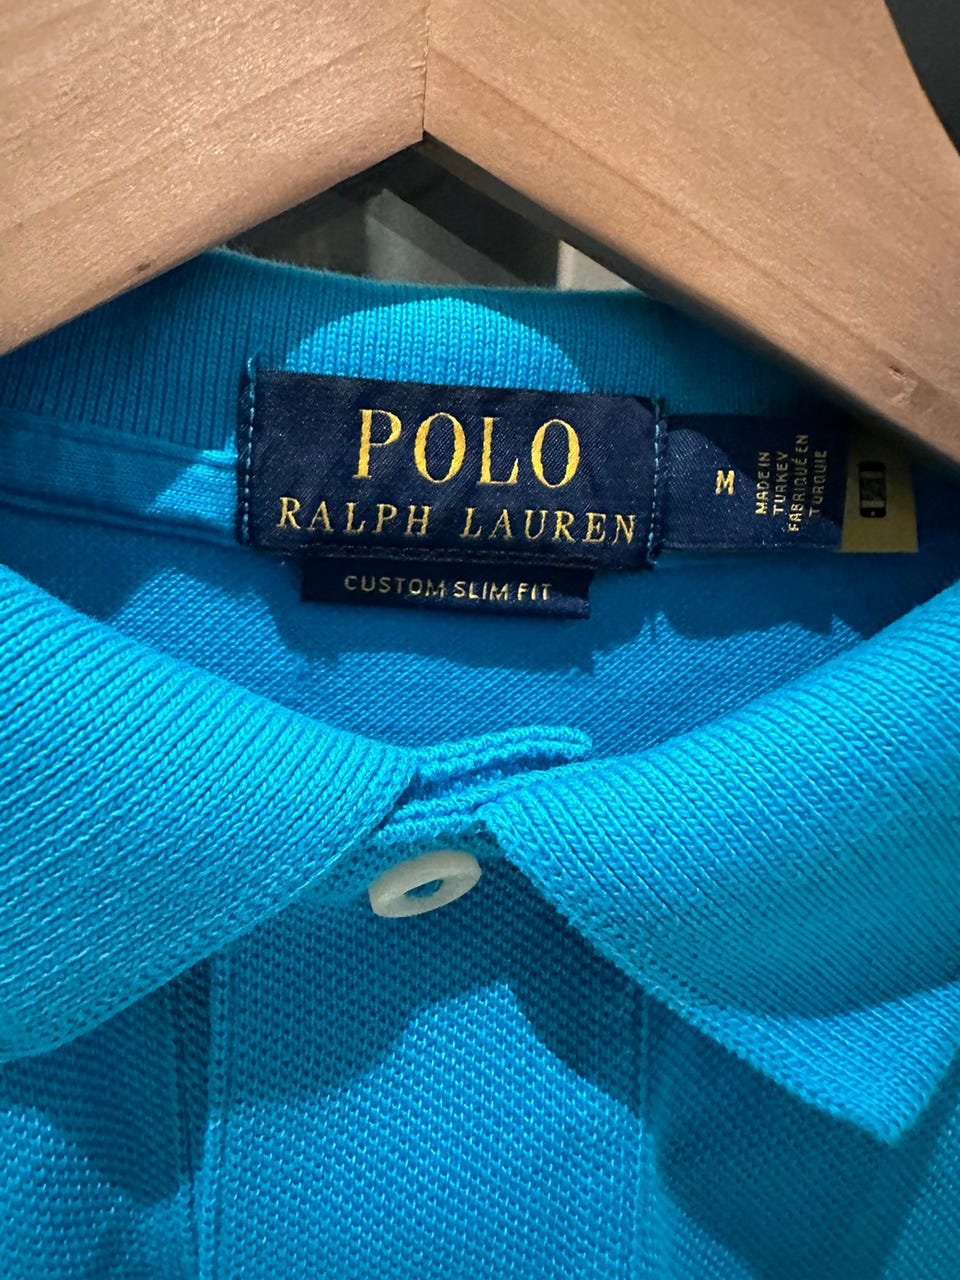 POLO
RALPH LAUREN
CUSTOM SLIM FIT
M
MADE IN
TURKEY
FABRIQUÉ EN
TURQUIE